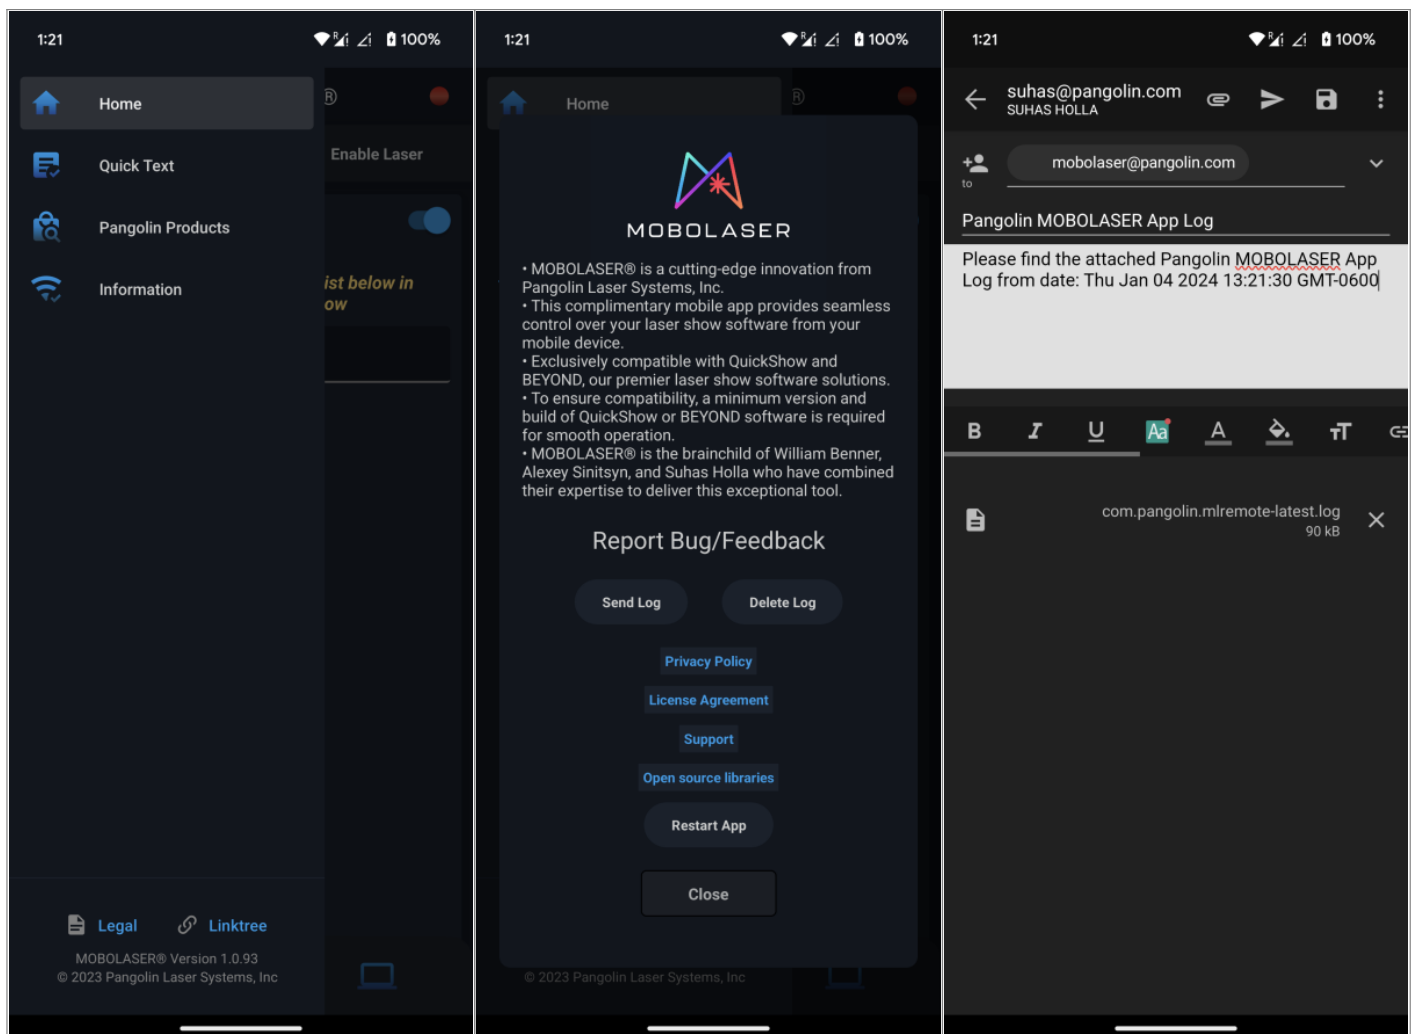 1:21
R
100%
Home
®
Quick Text
Enable Laser
Pangolin Products
Information
ist below in
ow
Legal
Linktree
MOBOLASER® Version 1.0.93
© 2023 Pangolin Laser Systems, Inc
1:21
R
100%
Home
®
MOBOLASER
• MOBOLASER® is a cutting-edge innovation from
Pangolin Laser Systems, Inc.
• This complimentary mobile app provides seamless
control over your laser show software from your
mobile device.
• Exclusively compatible with QuickShow and
BEYOND, our premier laser show software solutions.
• To ensure compatibility, a minimum version and
build of QuickShow or BEYOND software is required
for smooth operation.
• MOBOLASER® is the brainchild of William Benner,
Alexey Sinitsyn, and Suhas Holla who have combined
their expertise to deliver this exceptional tool.
Report Bug/Feedback
Send Log
Delete Log
Privacy Policy
License Agreement
Support
Open source libraries
Restart App
Close
© 2023 Pangolin Laser Systems, Inc
1:21
R
100%
suhas@pangolin.com
SUHAS HOLLA
to
mobolaser@pangolin.com
Pangolin MOBOLASER App Log
Please find the attached Pangolin MOBOLASER App
Log from date: Thu Jan 04 2024 13:21:30 GMT-0600
B I U Aa A TT
com.pangolin.mlremote-latest.log
90 kB